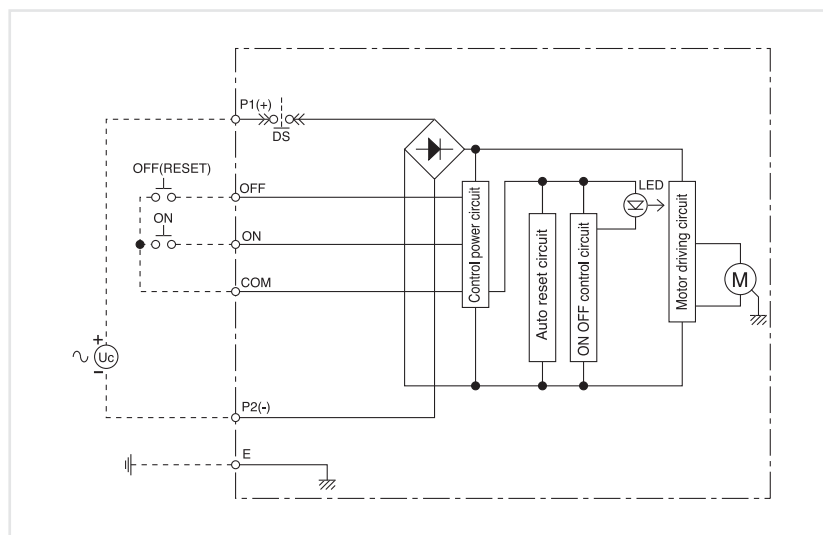 P1(+)
DS
OFF(RESET)
OFF
LED
ON
ON
COM
Control power circuit
Auto reset circuit
ON OFF control circuit
Motor driving circuit
M
+
Uc
−
P2(-)
E